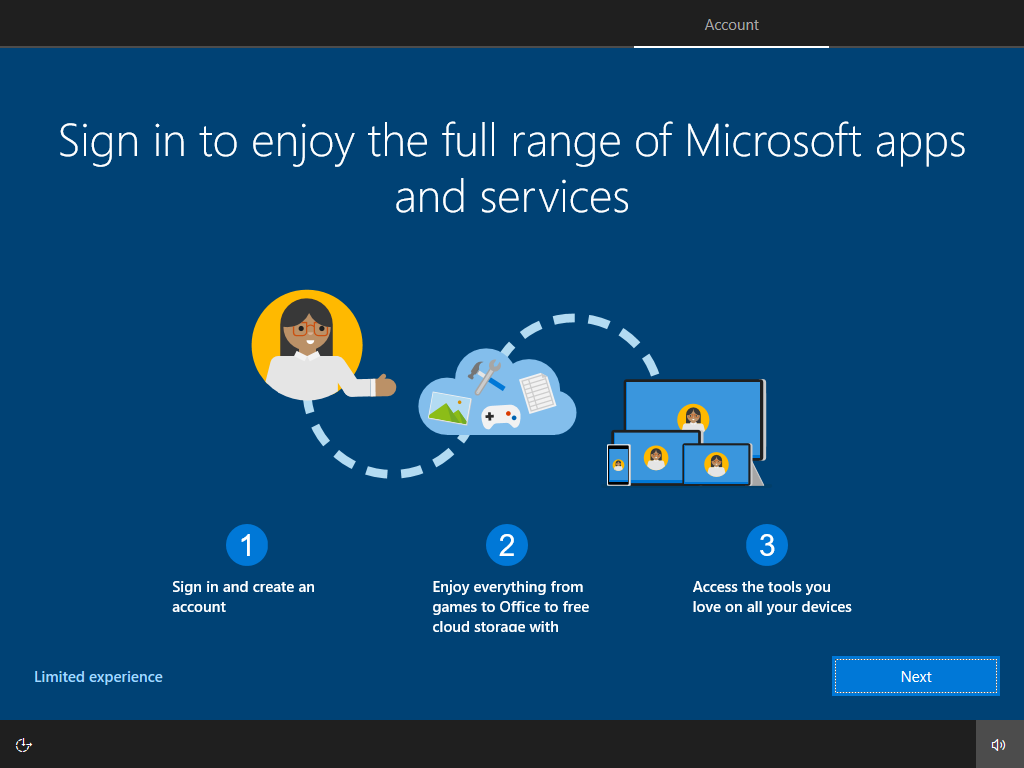 Account
Sign in to enjoy the full range of Microsoft apps
and services
1
2
3
Sign in and create an
account
Enjoy everything from
games to Office to free
cloud storage with
Access the tools you
love on all your devices
Limited experience
Next